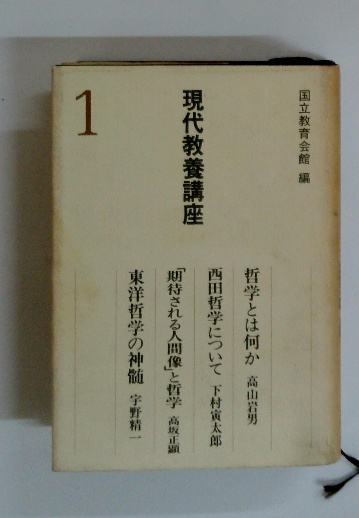 国立教育会館 編
現代教養講座
1
哲学とは何か 高山岩男
西田哲学について 下村寅太郎
「期待される人間像」と哲学 高坂正顕
東洋哲学の神髄 宇野精一